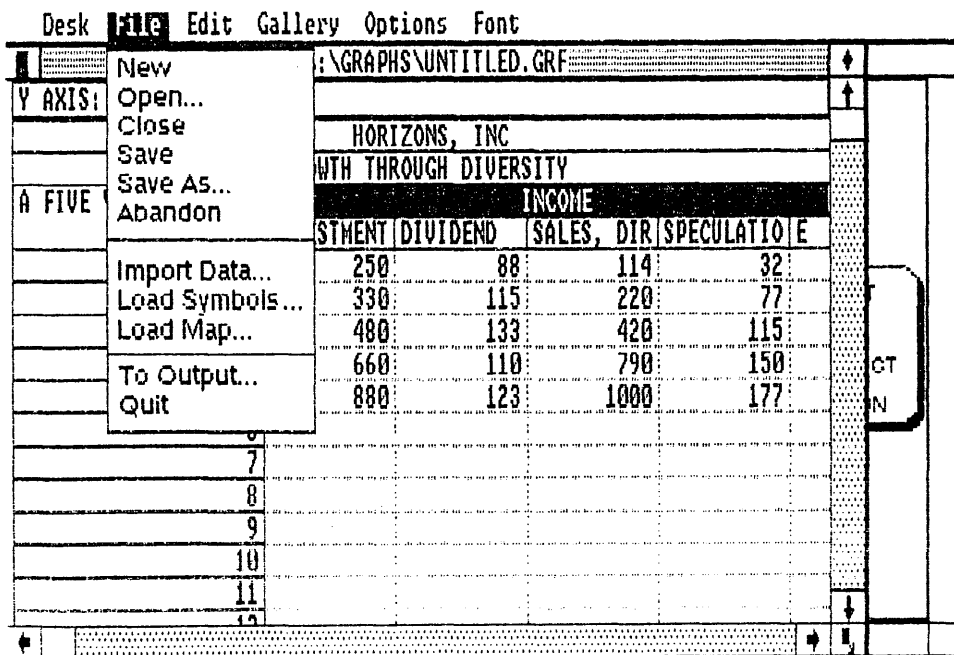 Desk File Edit Gallery Options Font
:\GRAPHS\UNTITLED.GRF
Y AXIS:
New
Open...
Close
Save
Save As...
Abandon
Import Data...
Load Symbols...
Load Map...
To Output...
Quit
HORIZONS, INC
WTH THROUGH DIVERSITY
A FIVE
INCOME
STMENT DIVIDEND SALES, DIR SPECULATIO E
250 88 114 32
330 115 220 77
480 133 420 115
660 110 790 150
880 123 1000 177
7
8
9
10
11
T
CT
N